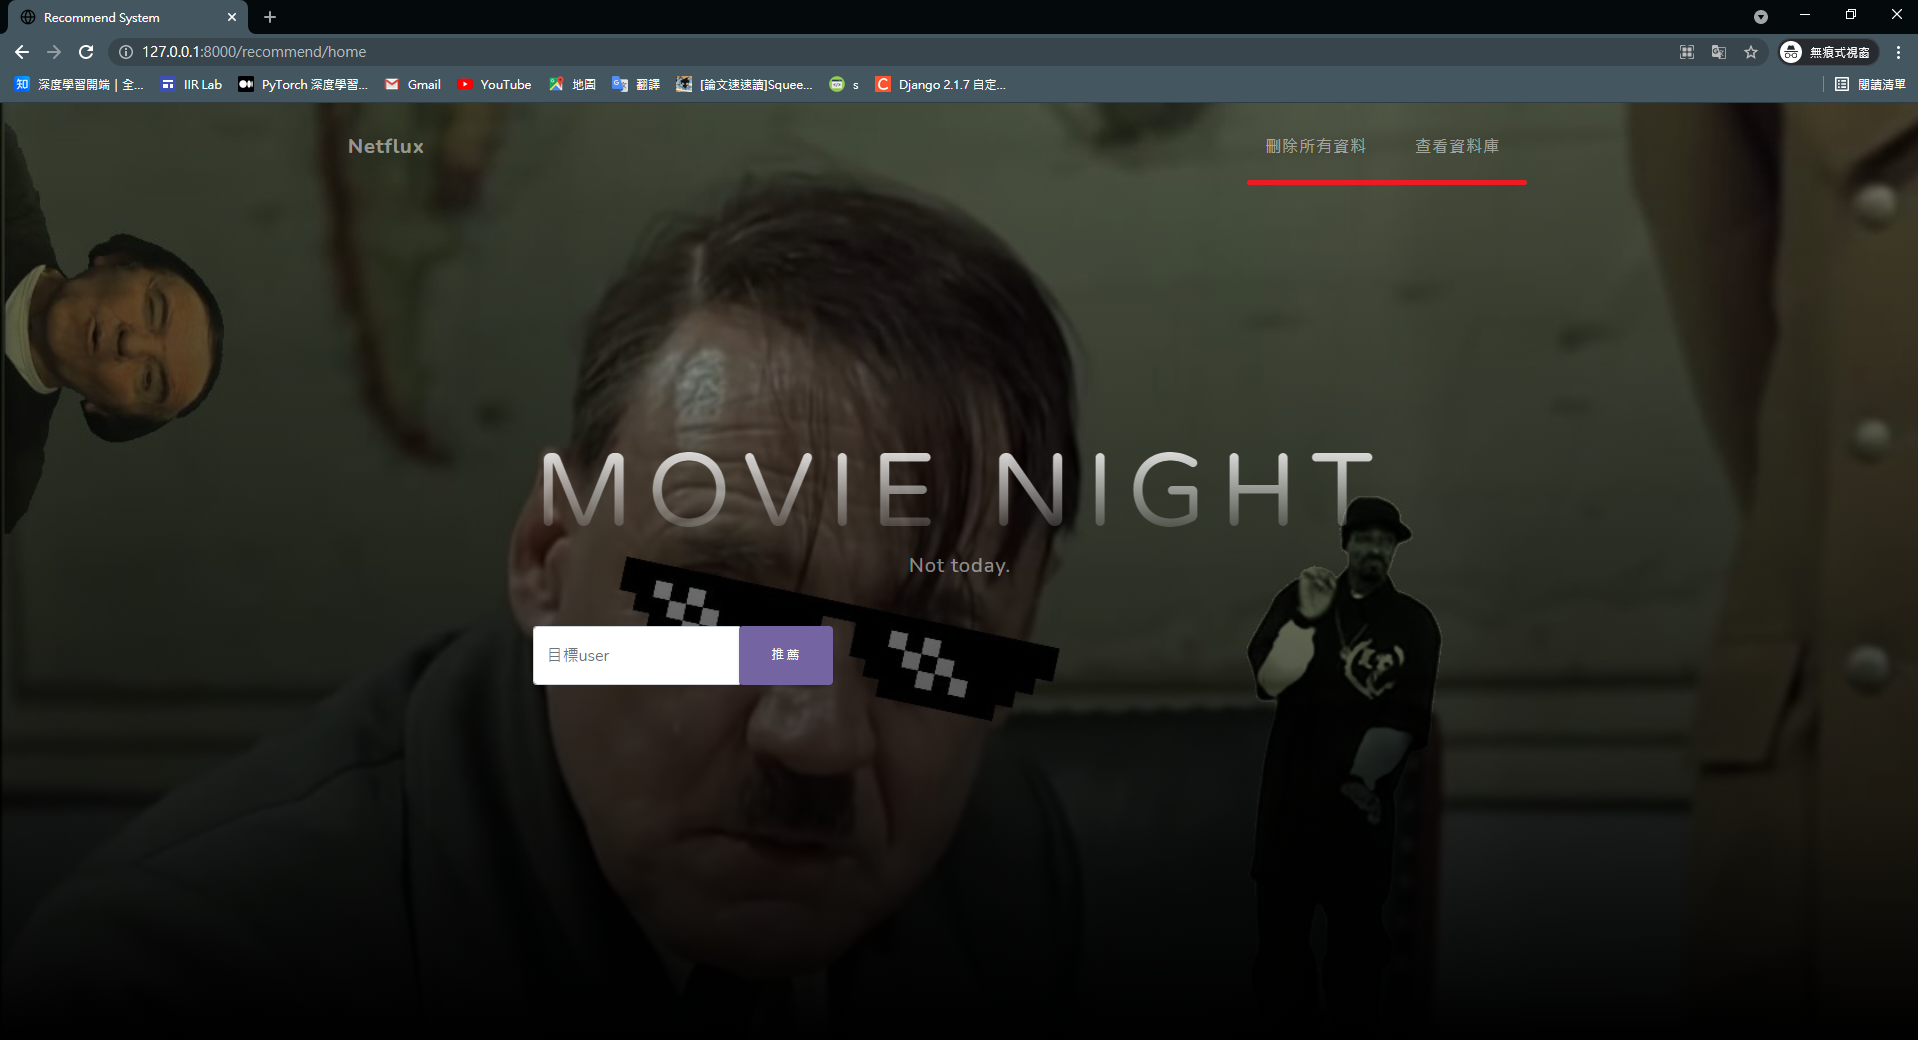 Recommend System
127.0.0.1:8000/recommend/home
無痕式視窗
知 深度學習開端 | 全...
IIR Lab
PyTorch 深度學習...
Gmail
YouTube
地圖
翻譯
[論文速速讀]Squee...
s
C Django 2.1.7 自定...
閱讀清單
Netflux
刪除所有資料
查看資料庫
MOVIE NIGHT
Not today.
目標user
推薦